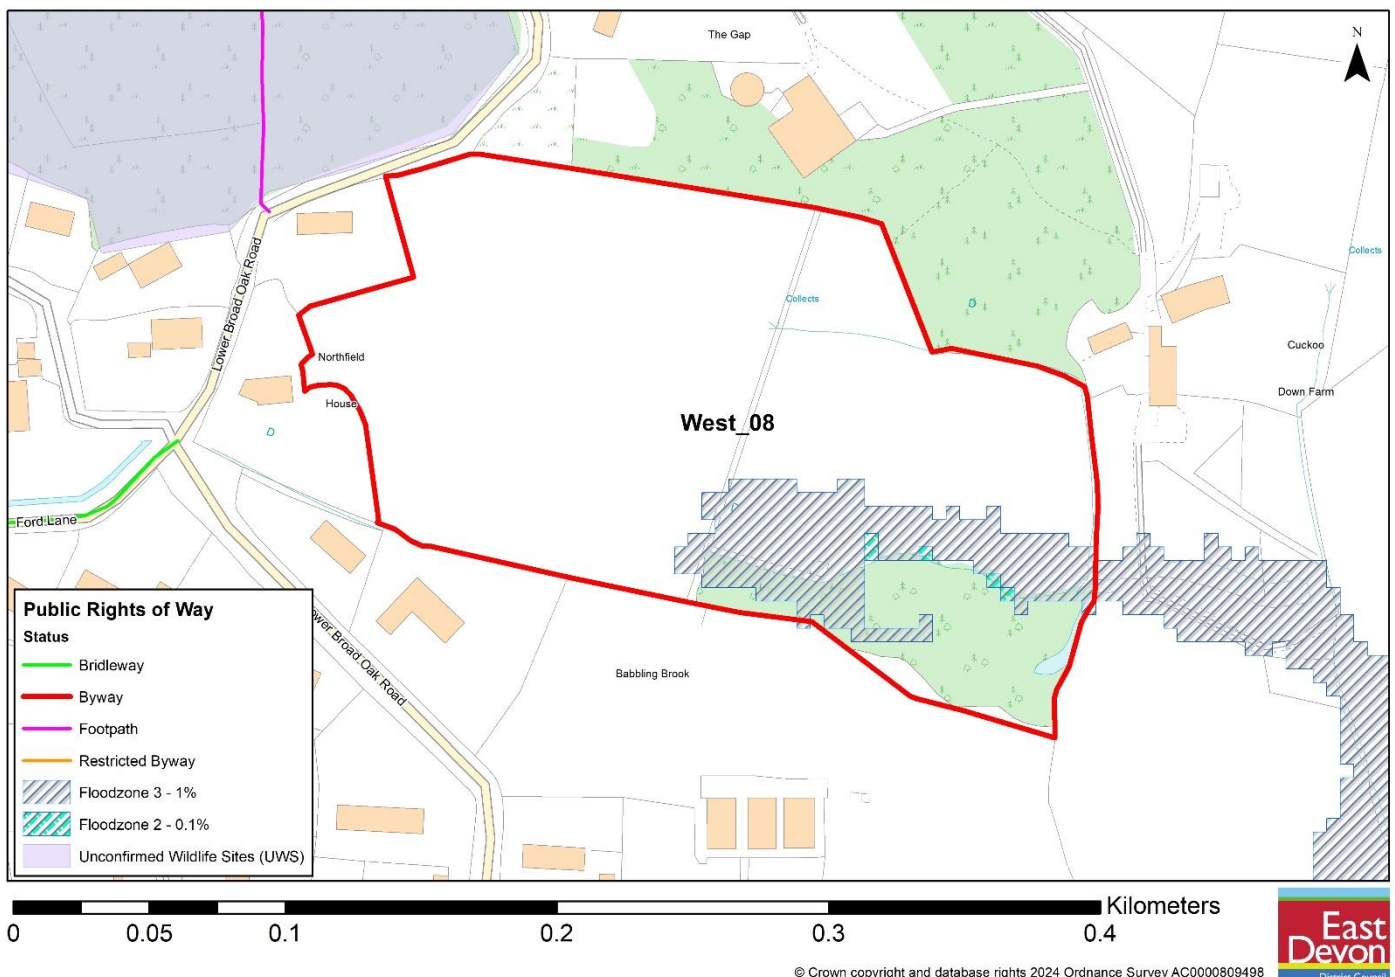 The Gap
N
Lower Broad Oak Road
Collects
Collects
Northfield
House
Cuckoo
Down Farm
West_08
D
D
D
Ford Lane
Lower Broad Oak Road
Babbling Brook
Public Rights of Way
Status
Bridleway
Byway
Footpath
Restricted Byway
Floodzone 3 - 1%
Floodzone 2 - 0.1%
Unconfirmed Wildlife Sites (UWS)
Kilometers
0 0.05 0.1 0.2 0.3 0.4
East
Devon
District Council
© Crown copyright and database rights 2024 Ordnance Survey AC0000809498